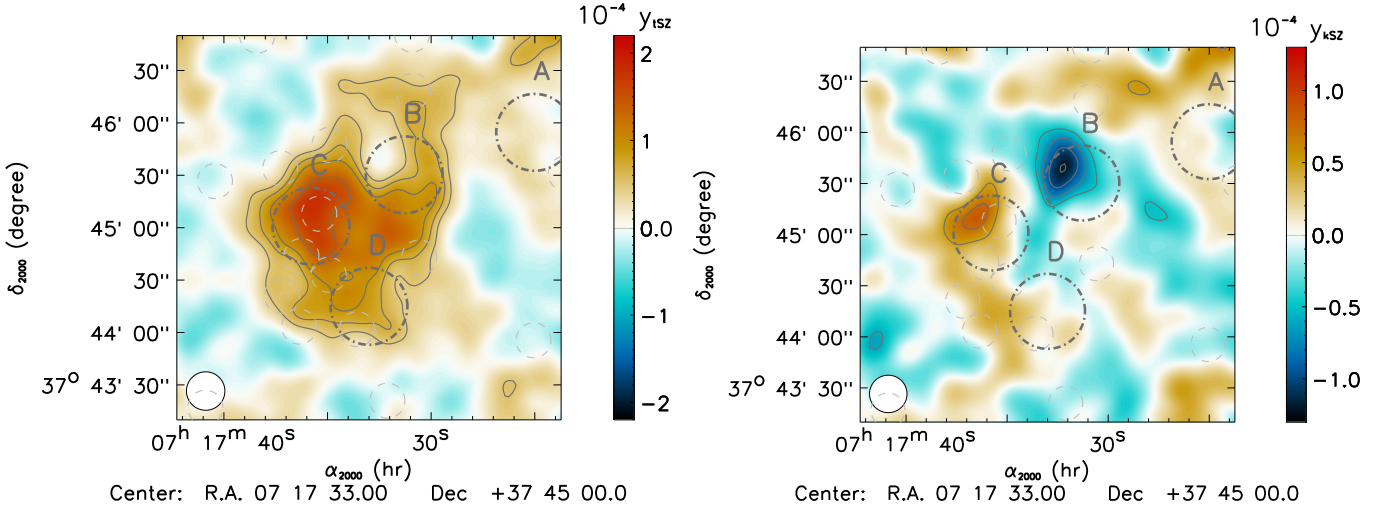 10⁻⁴ y_tSZ
2
1
0.0
−1
−2
A
B
C
D
30''
46' 00''
30''
45' 00''
30''
44' 00''
37° 43' 30''
δ₂₀₀₀ (degree)
07ʰ 17ᵐ 40ˢ 30ˢ
α₂₀₀₀ (hr)
Center: R.A. 07 17 33.00 Dec +37 45 00.0
10⁻⁴ y_kSZ
1.0
0.5
0.0
−0.5
−1.0
A
B
C
D
30''
46' 00''
30''
45' 00''
30''
44' 00''
37° 43' 30''
δ₂₀₀₀ (degree)
07ʰ 17ᵐ 40ˢ 30ˢ
α₂₀₀₀ (hr)
Center: R.A. 07 17 33.00 Dec +37 45 00.0